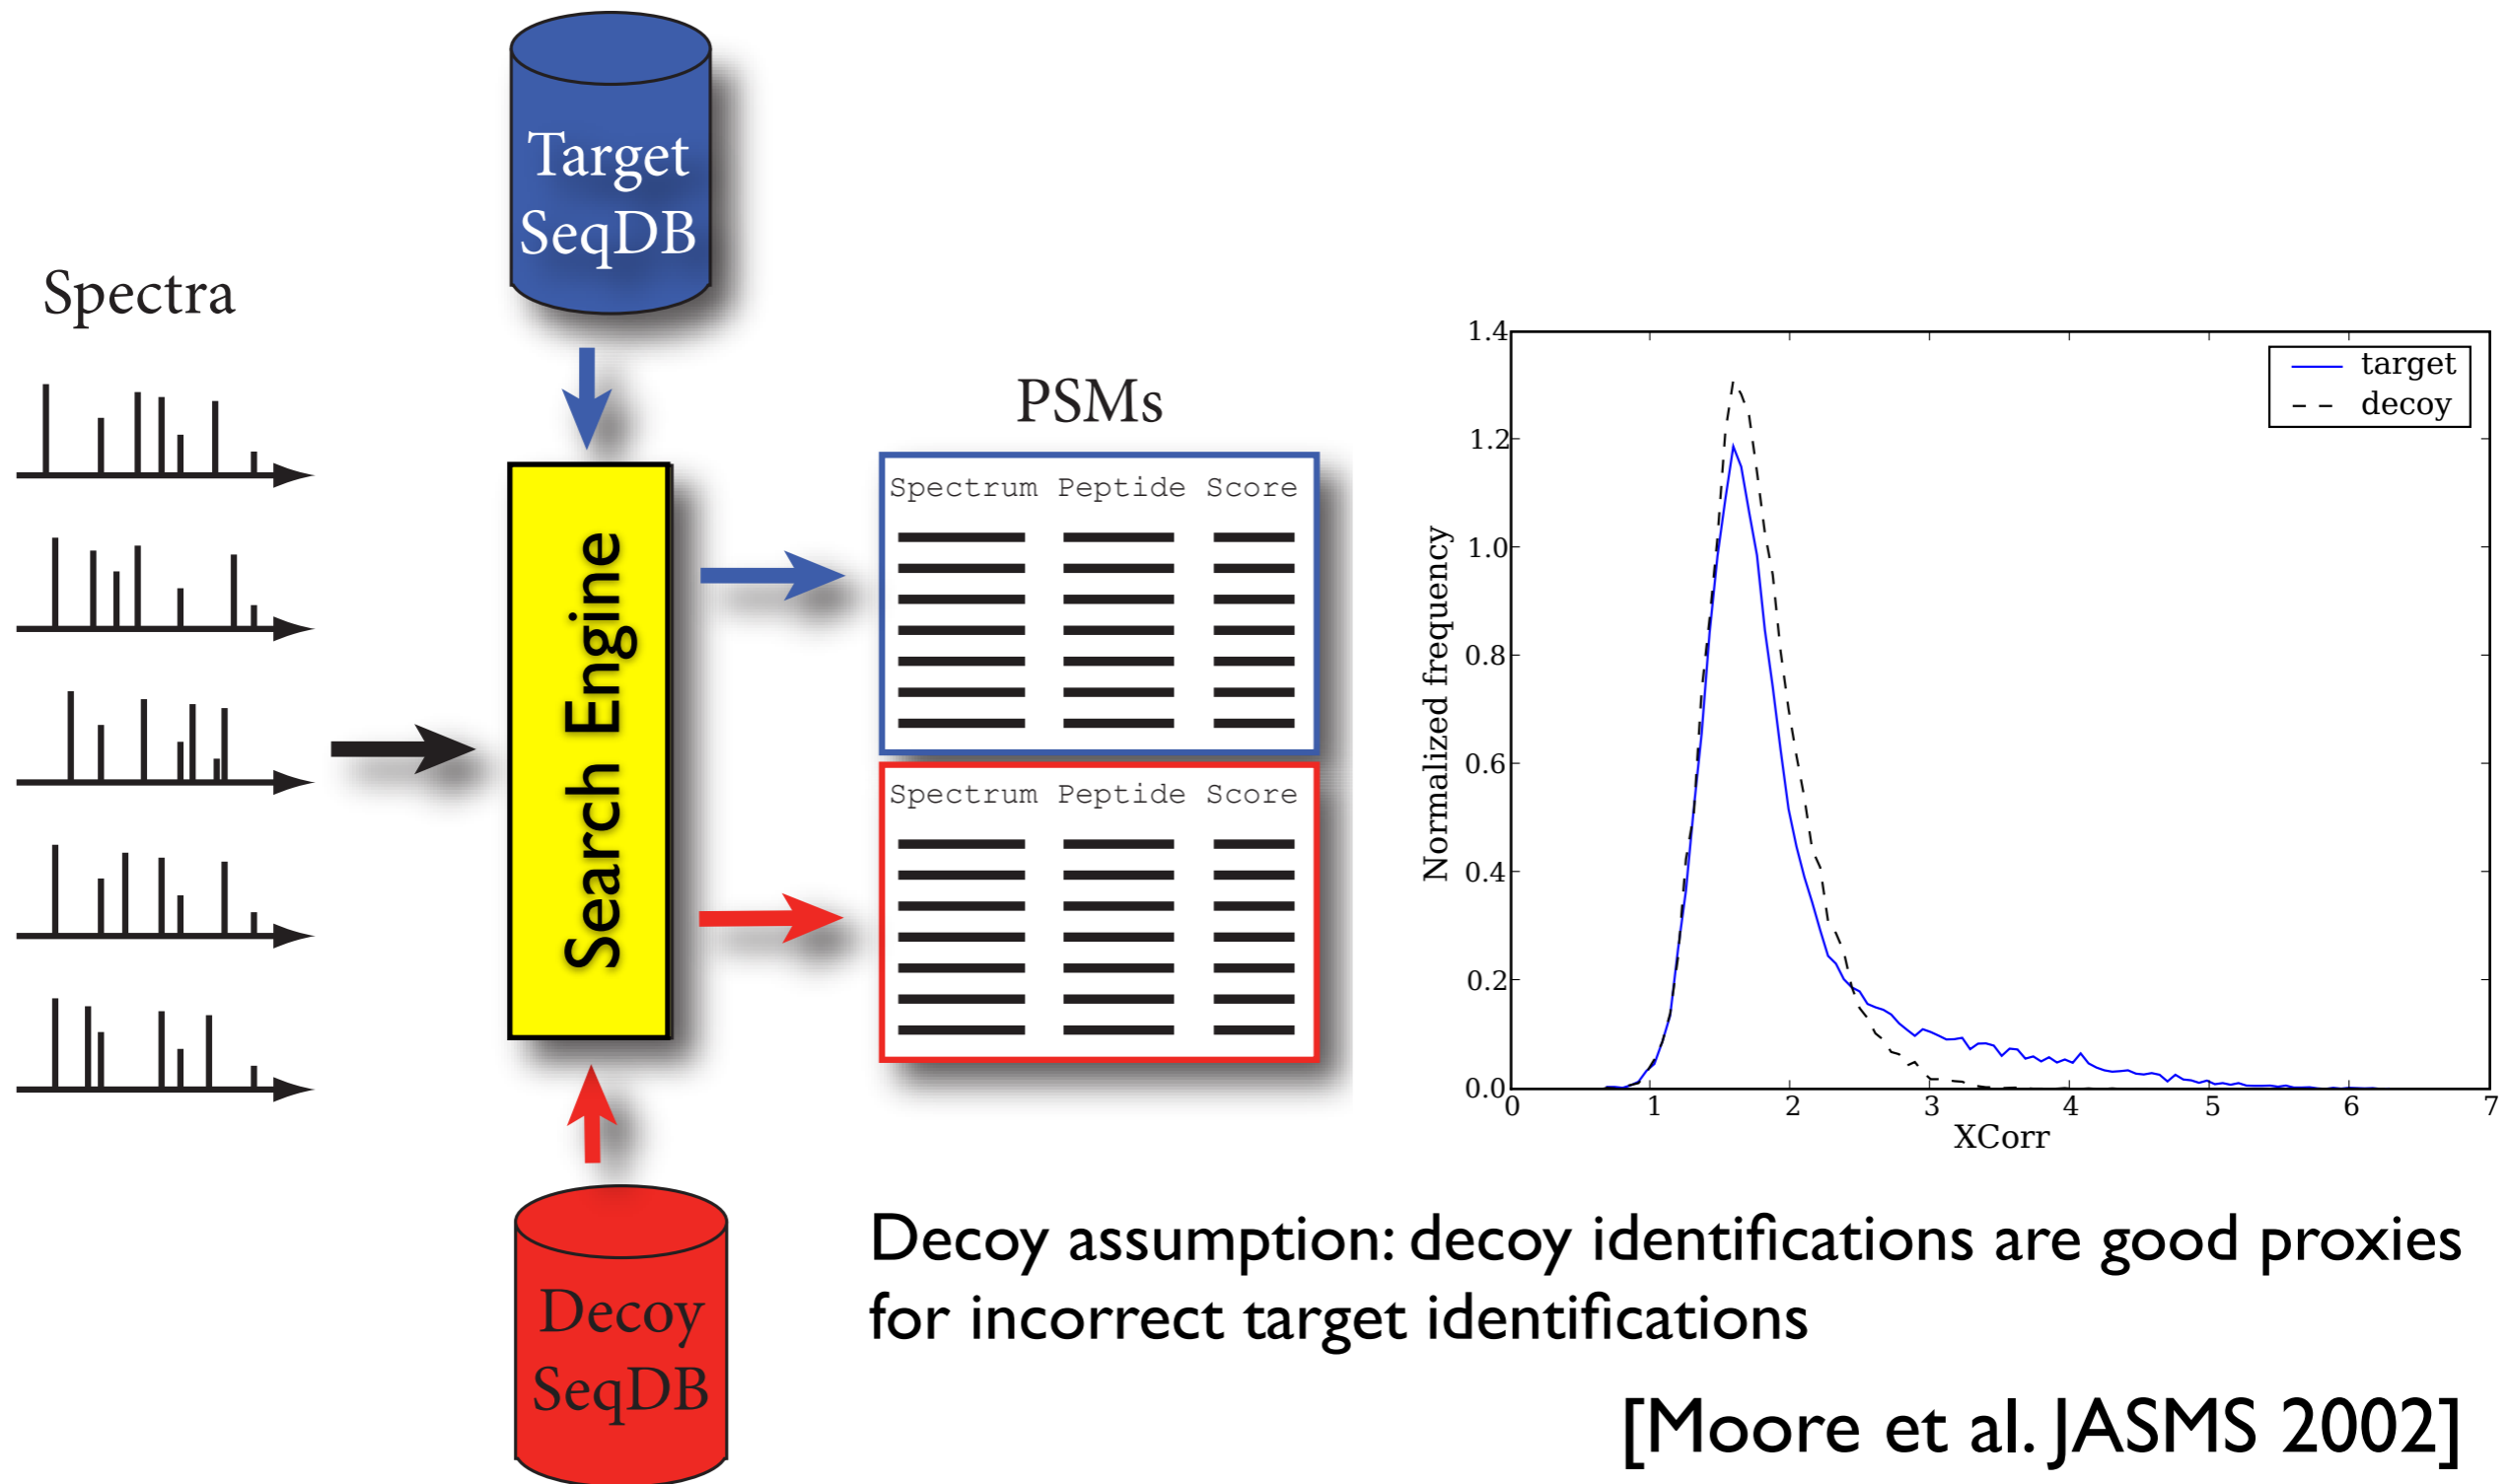 Target
SeqDB
Spectra
Search Engine
PSMs
Spectrum Peptide Score
Spectrum Peptide Score
Decoy
SeqDB
1.4
1.2
1.0
0.8
0.6
0.4
0.2
0.0
Normalized frequency
target
decoy
0 1 2 3 4 5 6 7
XCorr
Decoy assumption: decoy identifications are good proxies
for incorrect target identifications
[Moore et al. JASMS 2002]